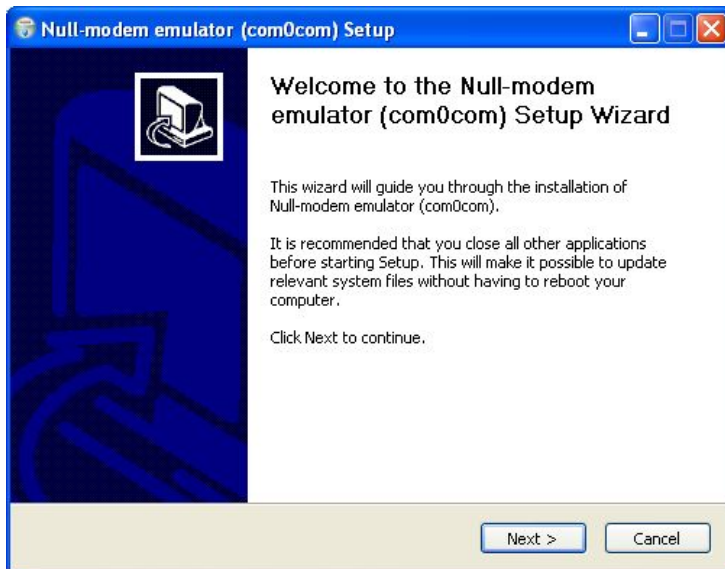 Null-modem emulator (com0com) Setup
Welcome to the Null-modem
emulator (com0com) Setup Wizard
This wizard will guide you through the installation of
Null-modem emulator (com0com).
It is recommended that you close all other applications
before starting Setup. This will make it possible to update
relevant system files without having to reboot your
computer.
Click Next to continue.
Next >
Cancel